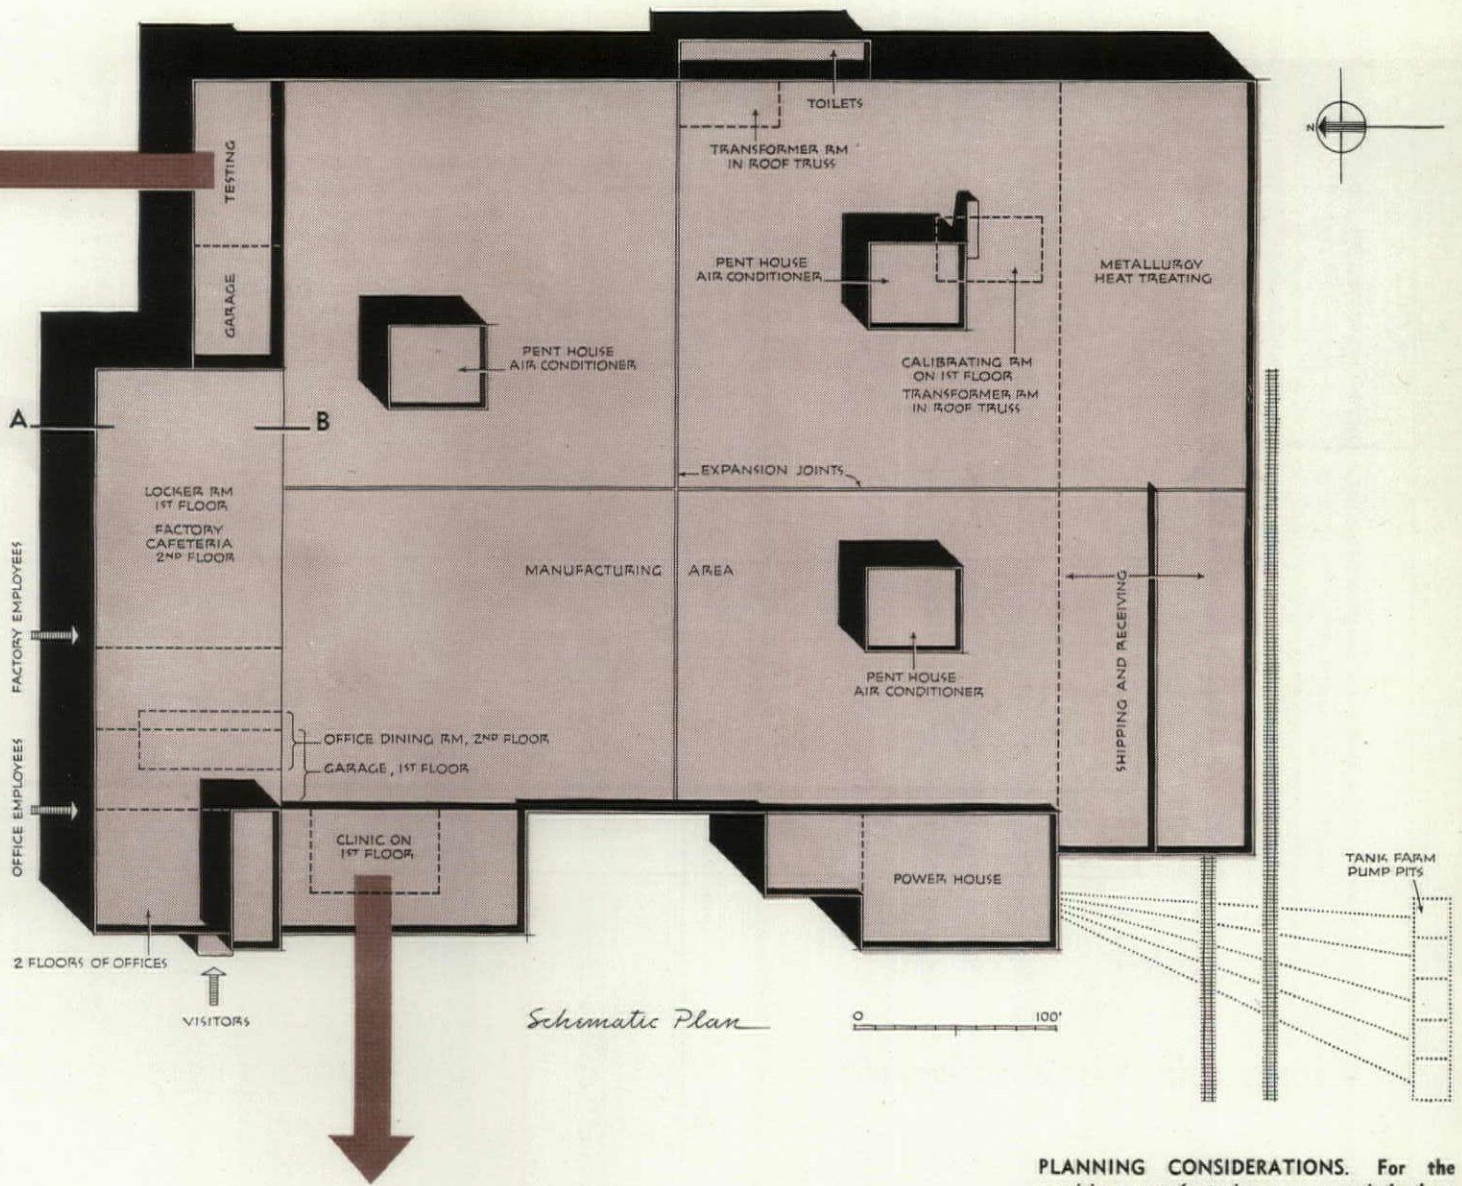 TOILETS
TRANSFORMER RM
IN ROOF TRUSS
N
TESTING
GARAGE
PENT HOUSE
AIR CONDITIONER
METALLURGY
HEAT TREATING
PENT HOUSE
AIR CONDITIONER
CALIBRATING RM
ON 1ST FLOOR
TRANSFORMER RM
IN ROOF TRUSS
A
B
EXPANSION JOINTS
LOCKER RM
1ST FLOOR
FACTORY
CAFETERIA
2ND FLOOR
FACTORY EMPLOYEES
MANUFACTURING AREA
SHIPPING AND RECEIVING
PENT HOUSE
AIR CONDITIONER
OFFICE DINING RM, 2ND FLOOR
GARAGE, 1ST FLOOR
OFFICE EMPLOYEES
CLINIC ON
1ST FLOOR
POWER HOUSE
TANK FARM
PUMP PITS
2 FLOORS OF OFFICES
VISITORS
Schematic Plan
0 100'
PLANNING CONSIDERATIONS. For the